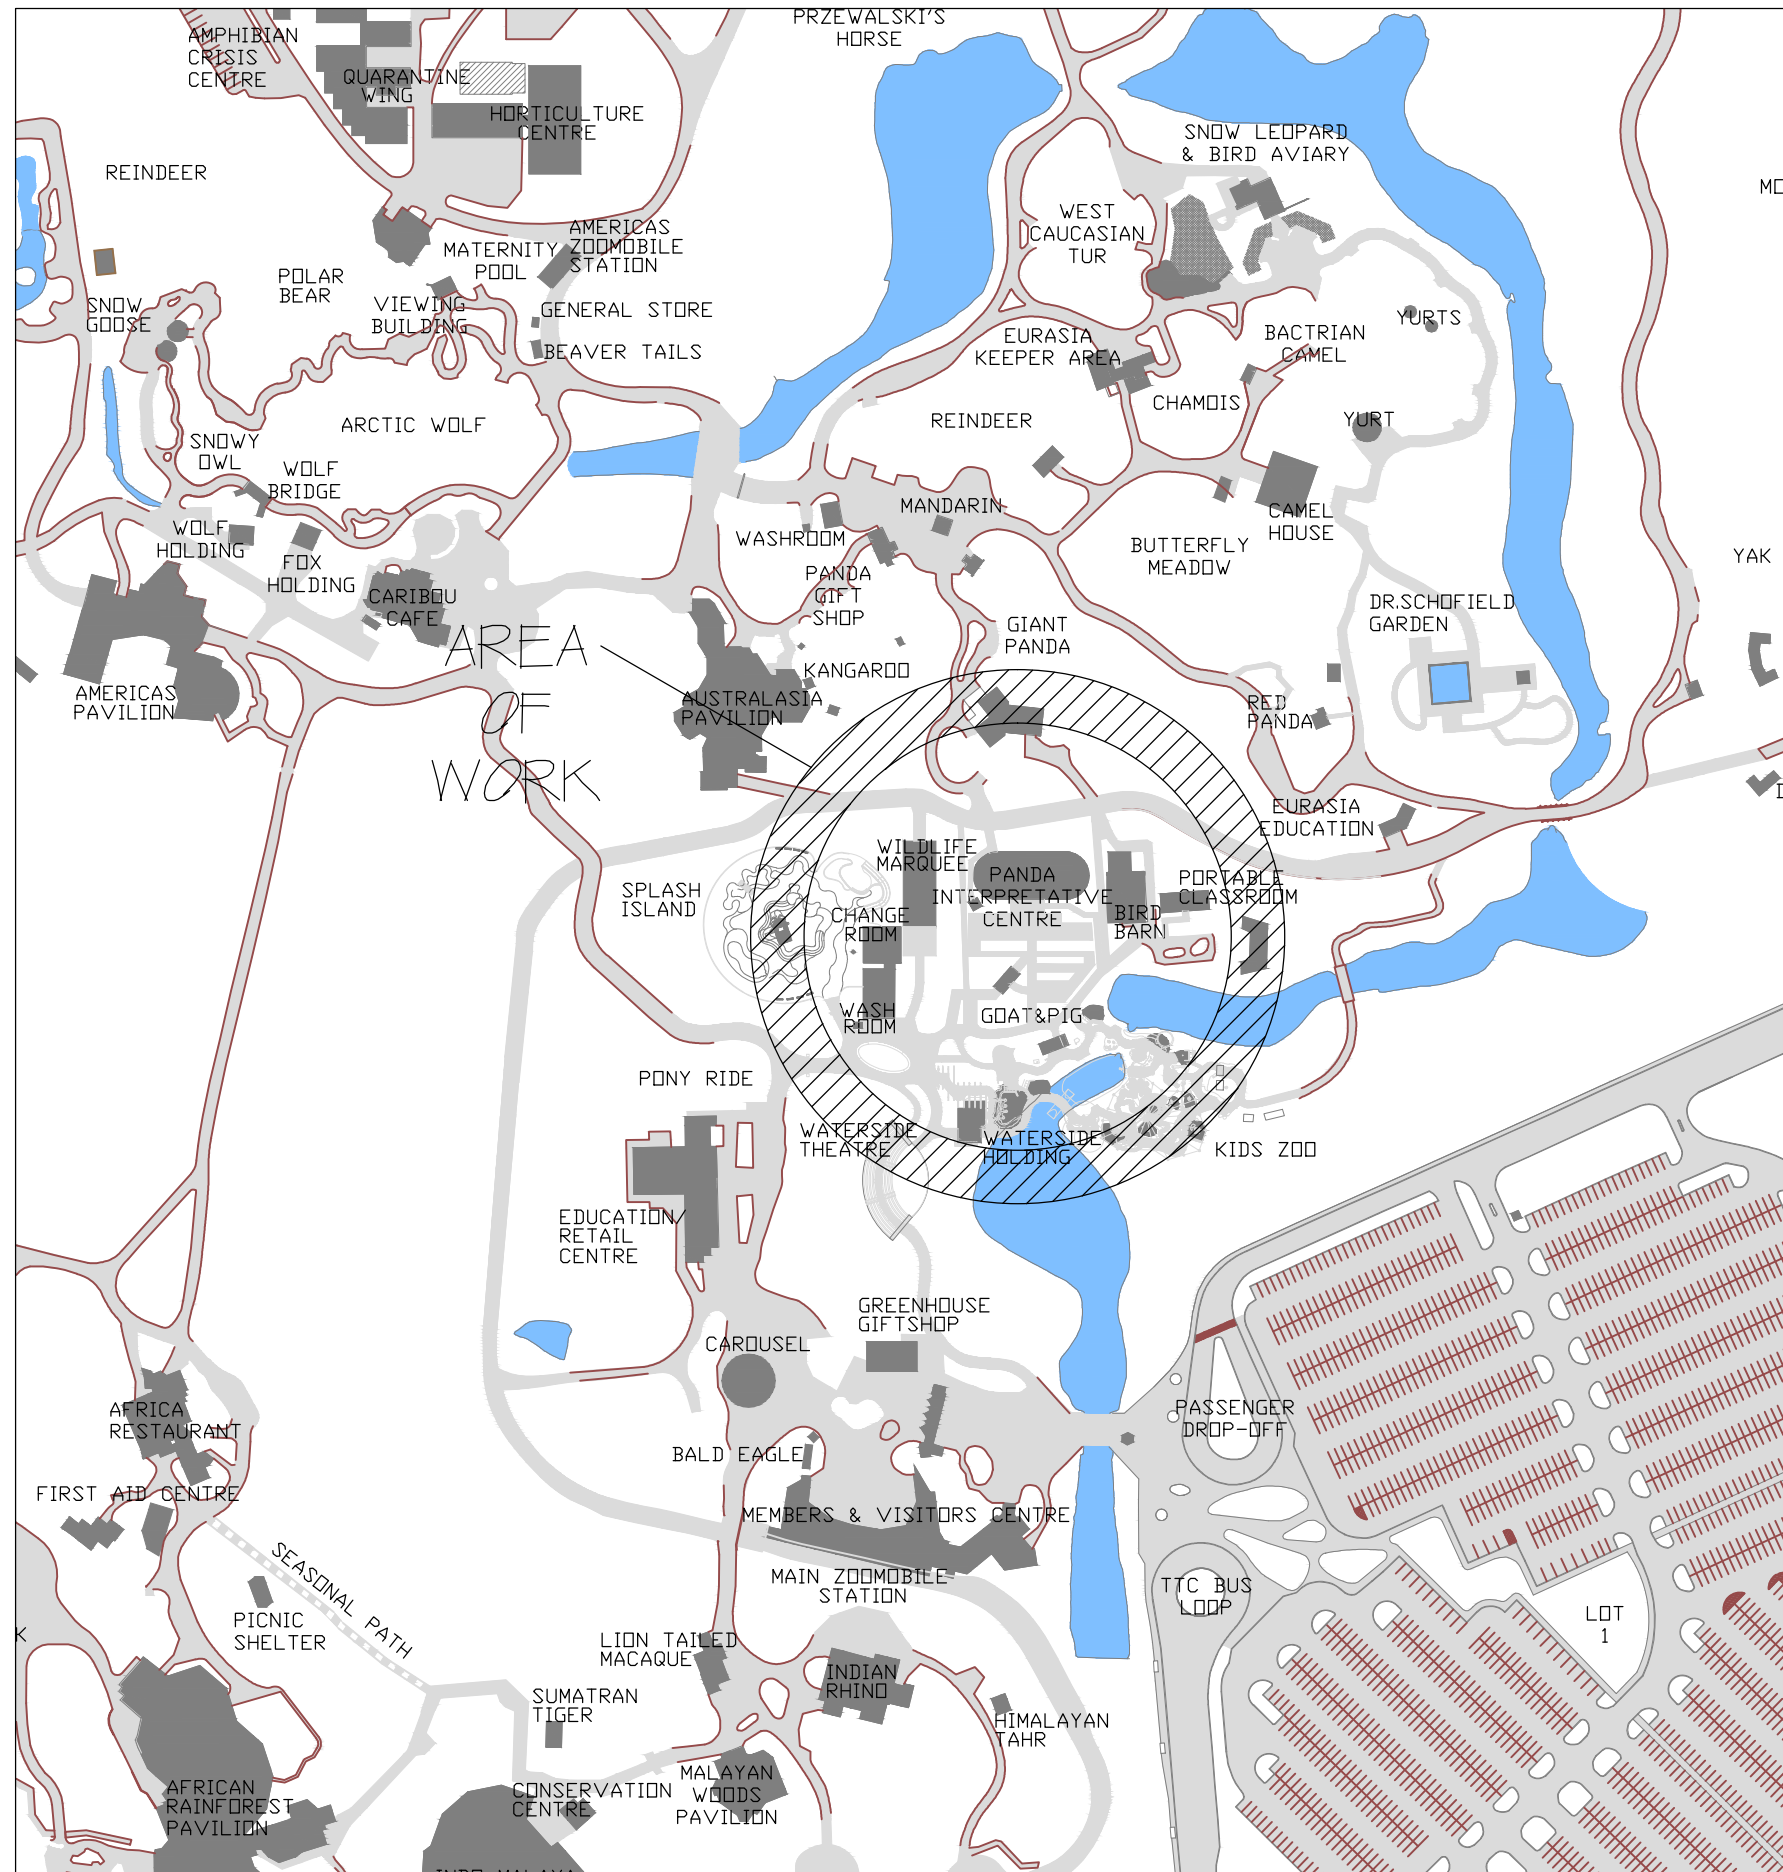 PRZEWALSKI'S
HORSE
AMPHIBIAN
CRISIS
CENTRE
QUARANTINE
WING
HORTICULTURE
CENTRE
SNOW LEOPARD
& BIRD AVIARY
REINDEER
WEST
CAUCASIAN
TUR
AMERICAS
ZOOMOBILE
STATION
MATERNITY
POOL
POLAR
BEAR
SNOW
GOOSE
VIEWING
BUILDING
GENERAL STORE
BEAVER TAILS
EURASIA
KEEPER AREA
BACTRIAN
CAMEL
YURTS
CHAMOIS
REINDEER
YURT
ARCTIC WOLF
SNOWY
OWL
WOLF
BRIDGE
WOLF
HOLDING
FOX
HOLDING
CARIBOU
CAFE
WASHROOM
MANDARIN
CAMEL
HOUSE
BUTTERFLY
MEADOW
YAK
PANDA
GIFT
SHOP
DR.SCHOFIELD
GARDEN
GIANT
PANDA
AREA
OF
WORK
KANGAROO
AUSTRALASIA
PAVILION
AMERICAS
PAVILION
RED
PANDA
EURASIA
EDUCATION
WILDLIFE
MARQUEE
PANDA
INTERPRETATIVE
CENTRE
PORTABLE
CLASSROOM
SPLASH
ISLAND
CHANGE
ROOM
BIRD
BARN
WASH
ROOM
GOAT&PIG
PONY RIDE
WATERSIDE
THEATRE
WATERSIDE
HOLDING
KIDS ZOO
EDUCATION/
RETAIL
CENTRE
GREENHOUSE
GIFTSHOP
CAROUSEL
PASSENGER
DROP-OFF
AFRICA
RESTAURANT
BALD EAGLE
FIRST AID CENTRE
MEMBERS & VISITORS CENTRE
SEASONAL PATH
MAIN ZOOMOBILE
STATION
TTC BUS
LOOP
LOT
1
PICNIC
SHELTER
LION TAILED
MACAQUE
INDIAN
RHINO
SUMATRAN
TIGER
HIMALAYAN
TAHR
AFRICAN
RAINFOREST
PAVILION
CONSERVATION
CENTRE
MALAYAN
WOODS
PAVILION